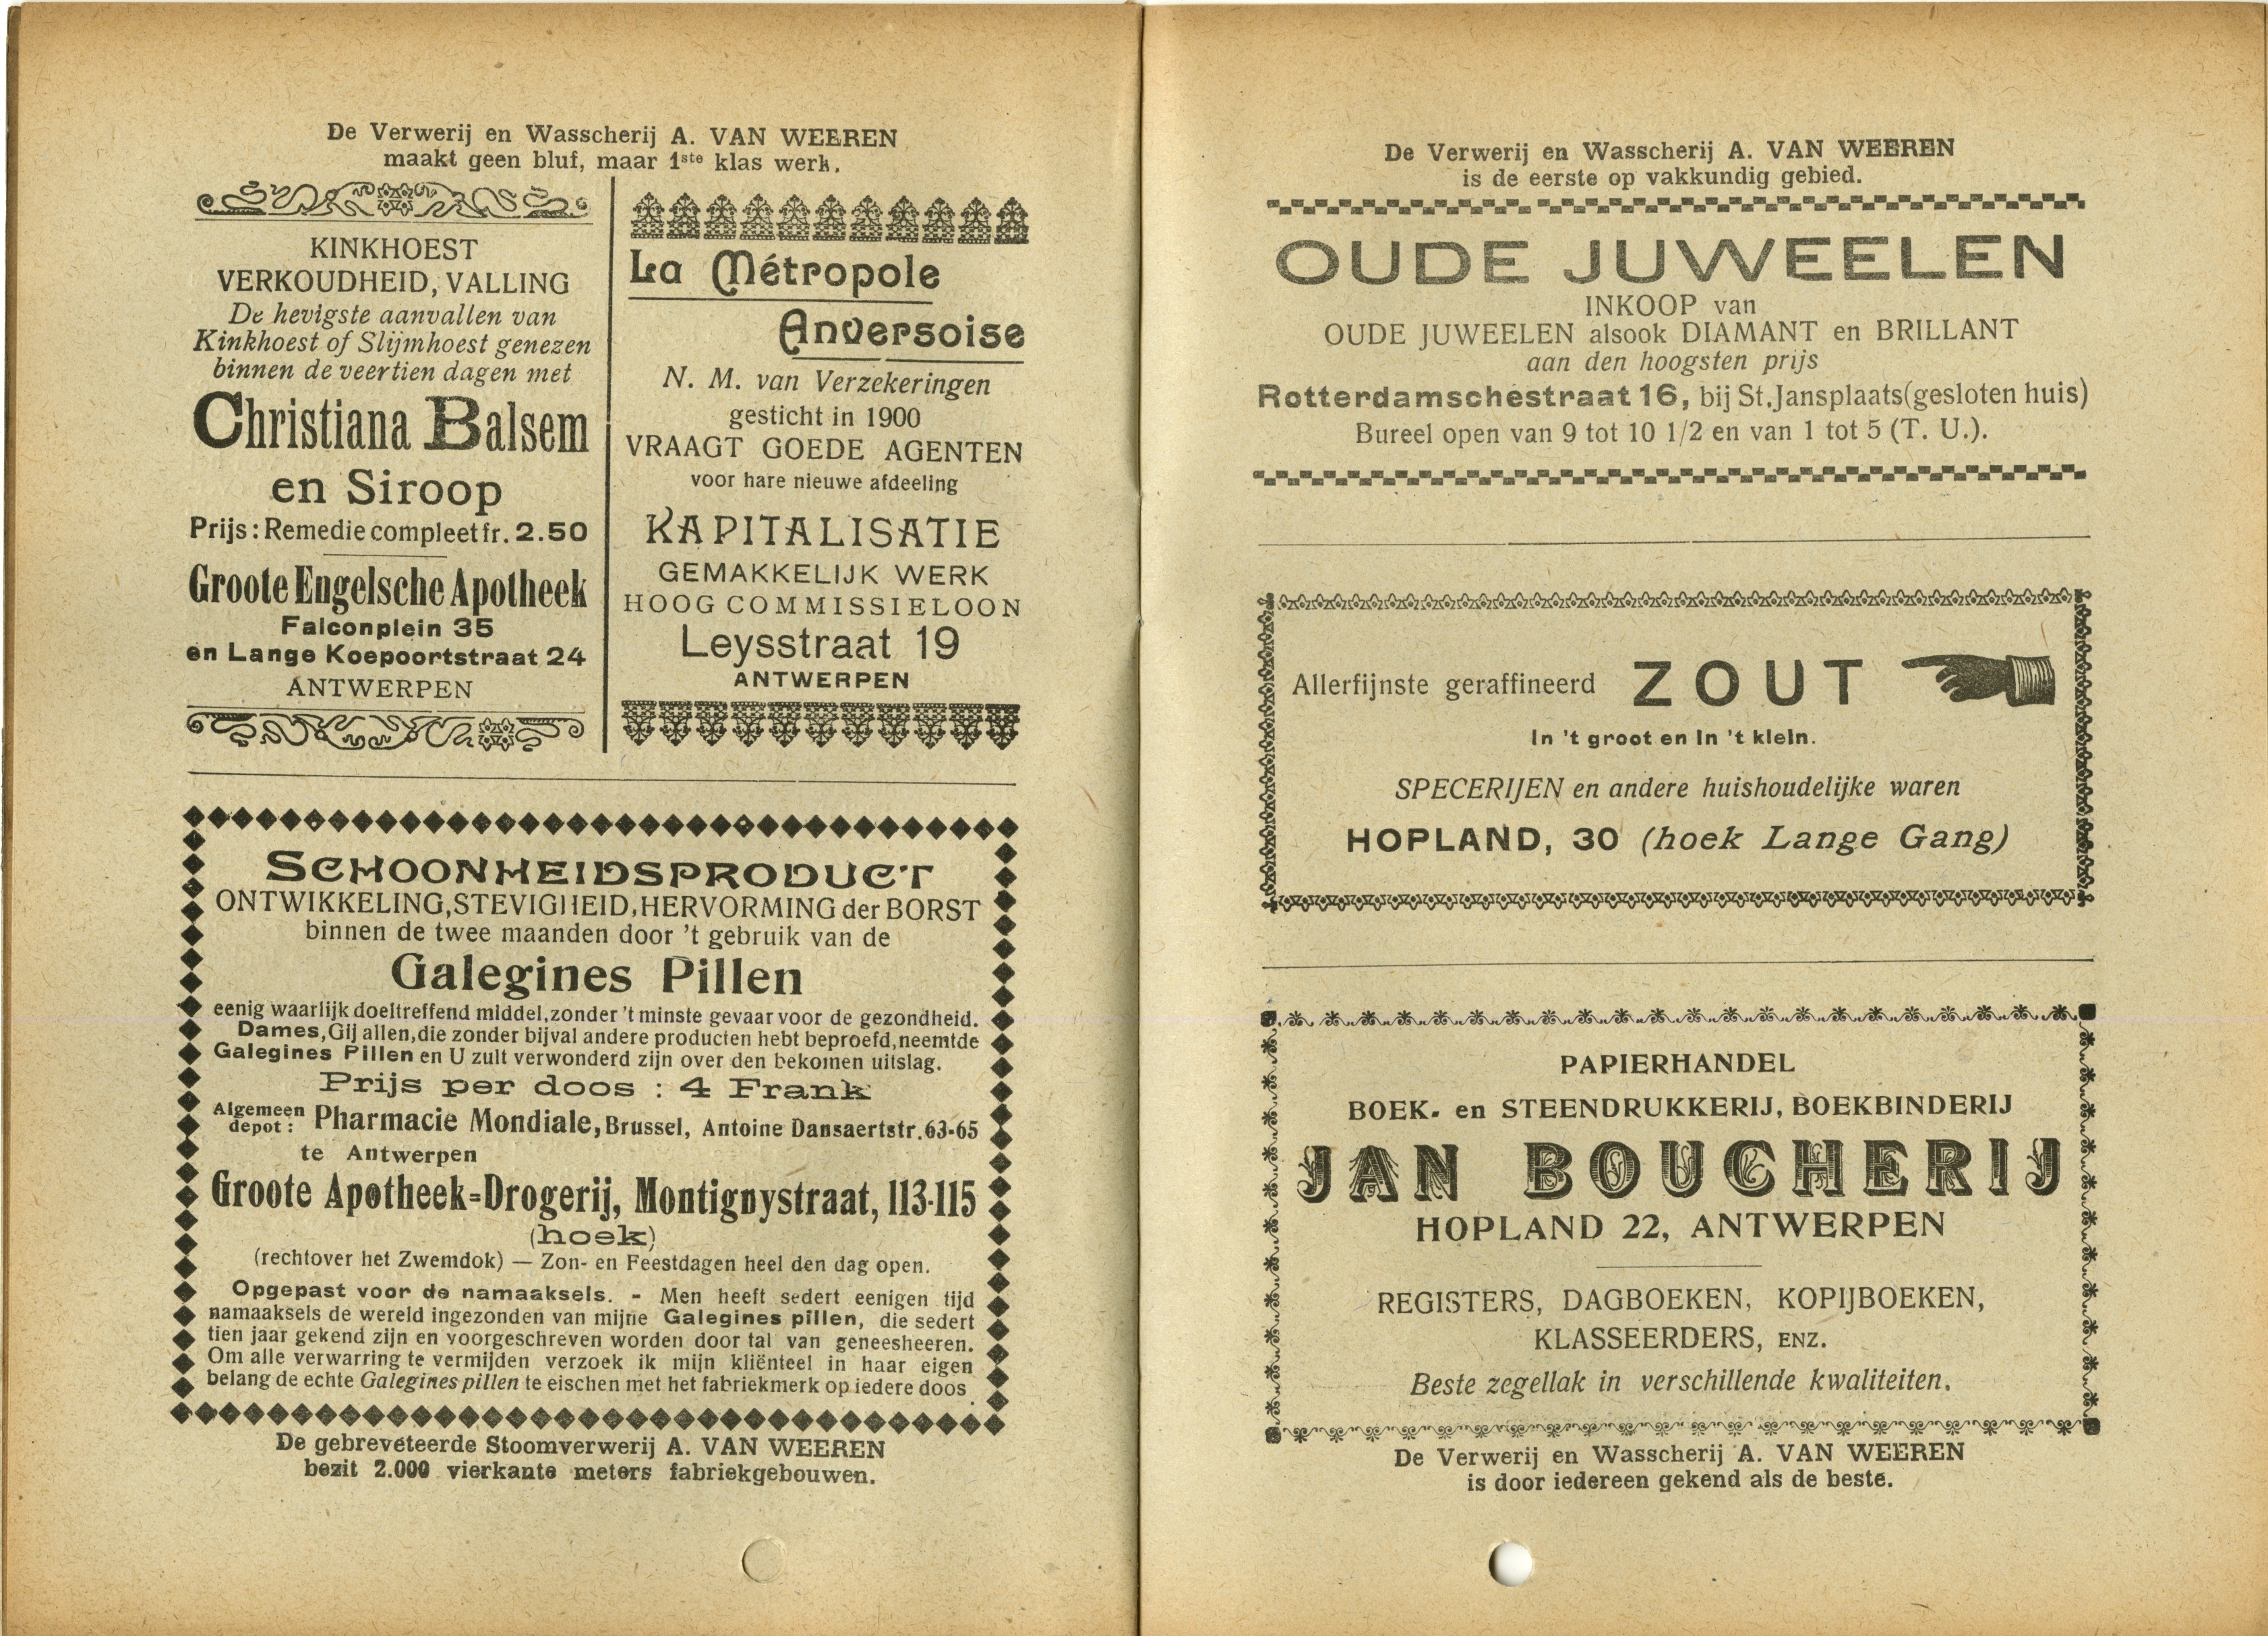 De Verwerij en Wasscherij A. VAN WEEREN
maakt geen bluf, maar 1ste klas werk.
KINKHOEST
VERKOUDHEID, VALLING
De hevigste aanvallen van
Kinkhoest of Slijmhoest genezen
binnen de veertien dagen met
Christiana Balsem
en Siroop
Prijs : Remedie compleet fr. 2.50
Groote Engelsche Apotheek
Falconplein 35
en Lange Koepoortstraat 24
ANTWERPEN
La Métropole
Anversoise
N. M. van Verzekeringen
gesticht in 1900
VRAAGT GOEDE AGENTEN
voor hare nieuwe afdeeling
KAPITALISATIE
GEMAKKELIJK WERK
HOOG COMMISSIELOON
Leysstraat 19
ANTWERPEN
SCHOONHEIDSPRODUCT
ONTWIKKELING, STEVIGHEID, HERVORMING der BORST
binnen de twee maanden door 't gebruik van de
Galegines Pillen
eenig waarlijk doeltreffend middel, zonder 't minste gevaar voor de gezondheid.
Dames, Gij allen, die zonder bijval andere producten hebt beproefd, neemt de
Galegines Pillen en U zult verwonderd zijn over den bekomen uitslag.
Prijs per doos : 4 Frank
Algemeen depot : Pharmacie Mondiale, Brussel, Antoine Dansaertstr. 63-65
te Antwerpen
Groote Apotheek-Drogerij, Montignystraat, 113-115
(hoek)
(rechtover het Zwemdok) — Zon- en Feestdagen heel den dag open.
Opgepast voor de namaaksels. - Men heeft sedert eenigen tijd
namaaksels de wereld ingezonden van mijne Galegines pillen, die sedert
tien jaar gekend zijn en voorgeschreven worden door tal van geneesheeren.
Om alle verwarring te vermijden verzoek ik mijn kliënteel in haar eigen
belang de echte Galegines pillen te eischen met het fabriekmerk op iedere doos.
De gebreveteerde Stoomverwerij A. VAN WEEREN
bezit 2.000 vierkante meters fabriekgebouwen.
De Verwerij en Wasscherij A. VAN WEEREN
is de eerste op vakkundig gebied.
OUDE JUWEELEN
INKOOP van
OUDE JUWEELEN alsook DIAMANT en BRILLANT
aan den hoogsten prijs
Rotterdamschestraat 16, bij St. Jansplaats (gesloten huis)
Bureel open van 9 tot 10 1/2 en van 1 tot 5 (T. U.).
Allerfijnste geraffineerd ZOUT
In 't groot en in 't klein.
SPECERIJEN en andere huishoudelijke waren
HOPLAND, 30 (hoek Lange Gang)
PAPIERHANDEL
BOEK- en STEENDRUKKERIJ, BOEKBINDERIJ
JAN BOUCHERIJ
HOPLAND 22, ANTWERPEN
REGISTERS, DAGBOEKEN, KOPIJBOEKEN,
KLASSEERDERS, ENZ.
Beste zegellak in verschillende kwaliteiten.
De Verwerij en Wasscherij A. VAN WEEREN
is door iedereen gekend als de beste.